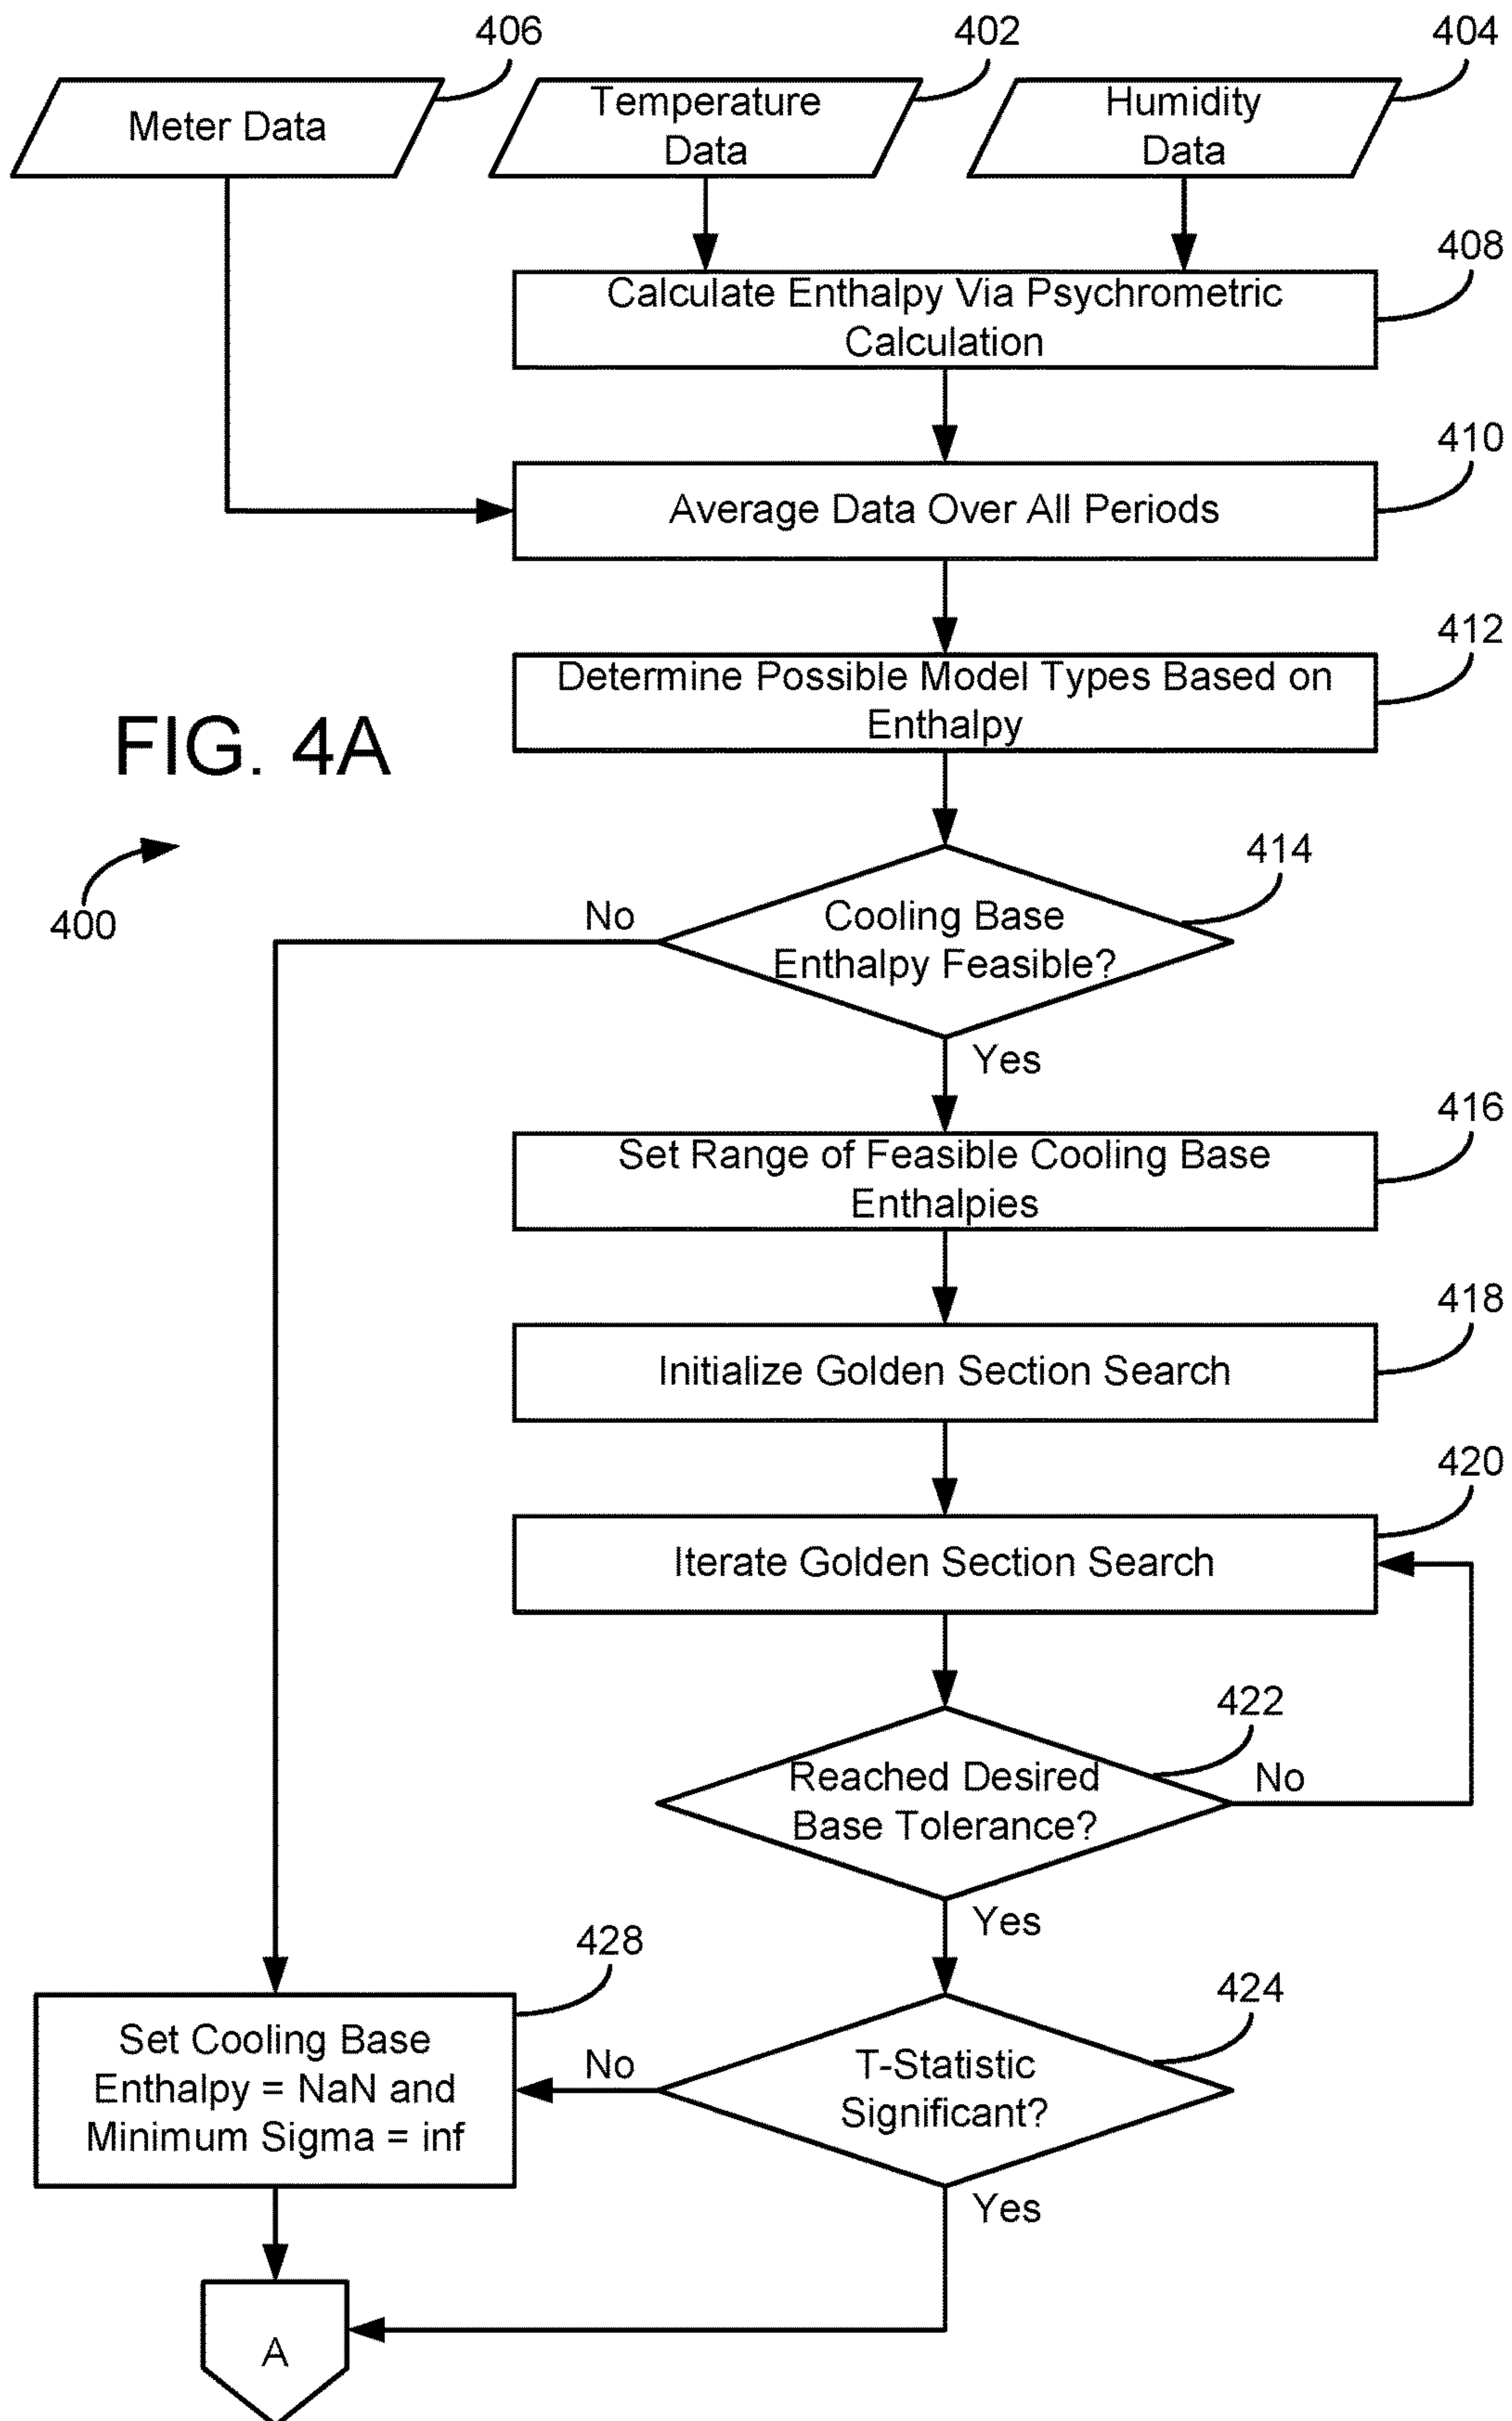 406
402
404
Meter Data
Temperature
Data
Humidity
Data
408
Calculate Enthalpy Via Psychrometric
Calculation
410
Average Data Over All Periods
412
Determine Possible Model Types Based on
Enthalpy
FIG. 4A
400
414
No
Cooling Base
Enthalpy Feasible?
Yes
416
Set Range of Feasible Cooling Base
Enthalpies
418
Initialize Golden Section Search
420
Iterate Golden Section Search
422
Reached Desired
Base Tolerance?
No
Yes
428
424
Set Cooling Base
Enthalpy = NaN and
Minimum Sigma = inf
No
T-Statistic
Significant?
Yes
A